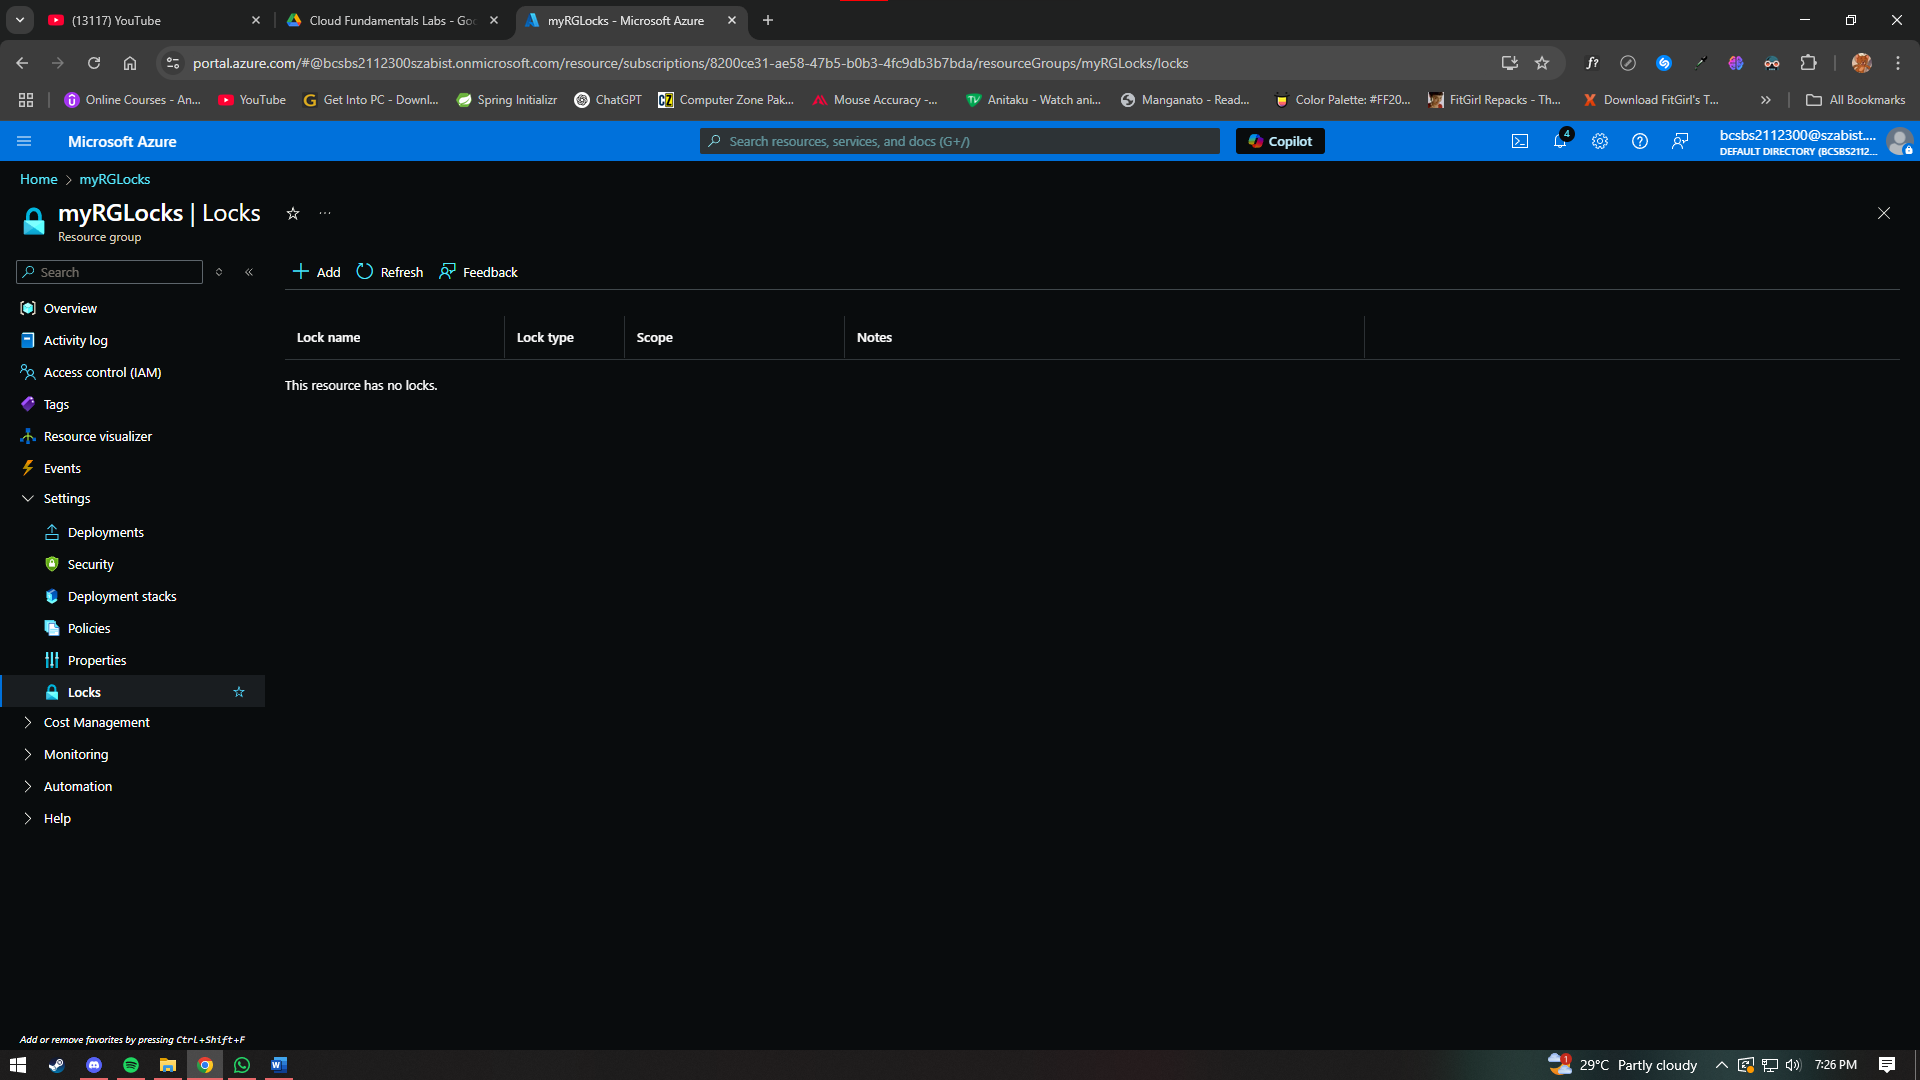 (13117) YouTube
Cloud Fundamentals Labs - Goo
myRGLocks - Microsoft Azure
portal.azure.com/#@bcsbs2112300szabist.onmicrosoft.com/resource/subscriptions/8200ce31-ae58-47b5-b0b3-4fc9db3b7bda/resourceGroups/myRGLocks/locks
f?
Online Courses - An...
YouTube
Get Into PC - Downl...
Spring Initializr
ChatGPT
CZ
Computer Zone Pak...
Mouse Accuracy -...
Anitaku - Watch ani...
Manganato - Read...
Color Palette: #FF20...
FitGirl Repacks - Th...
Download FitGirl's T...
All Bookmarks
Microsoft Azure
Search resources, services, and docs (G+/)
Copilot
4
bcsbs2112300@szabist....
DEFAULT DIRECTORY (BCSBS2112...
Home > myRGLocks
myRGLocks | Locks
Resource group
Search
Add
Refresh
Feedback
Overview
Activity log
Access control (IAM)
Tags
Resource visualizer
Events
Settings
Deployments
Security
Deployment stacks
Policies
Properties
Locks
Cost Management
Monitoring
Automation
Help
Lock name
Lock type
Scope
Notes
This resource has no locks.
Add or remove favorites by pressing Ctrl+Shift+F
1
29°C Partly cloudy
7:26 PM